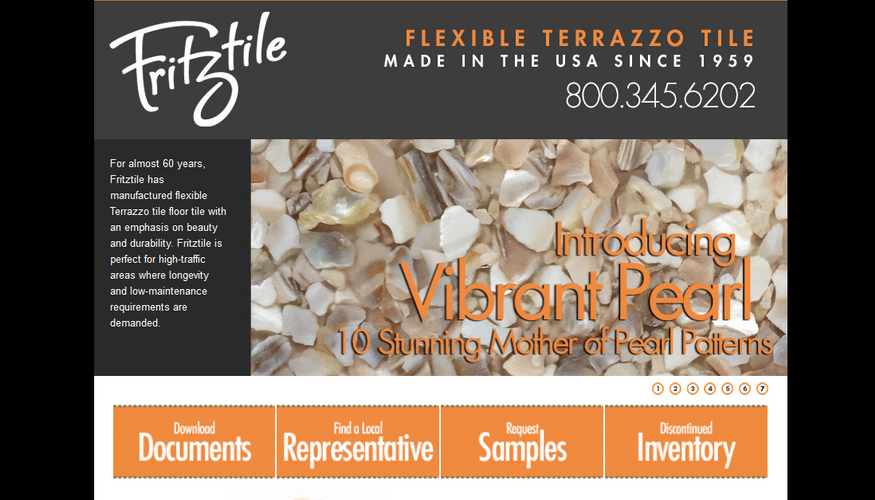 Fritztile
FLEXIBLE TERRAZZO TILE
MADE IN THE USA SINCE 1959
800.345.6202
For almost 60 years,
Fritztile has
manufactured flexible
Terrazzo tile floor tile with
an emphasis on beauty
and durability. Fritztile is
perfect for high-traffic
areas where longevity
and low-maintenance
requirements are
demanded.
Introducing
Vibrant Pearl
10 Stunning Mother of Pearl Patterns
1 2 3 4 5 6 7
Download
Documents
Find a Local
Representative
Request
Samples
Discontinued
Inventory